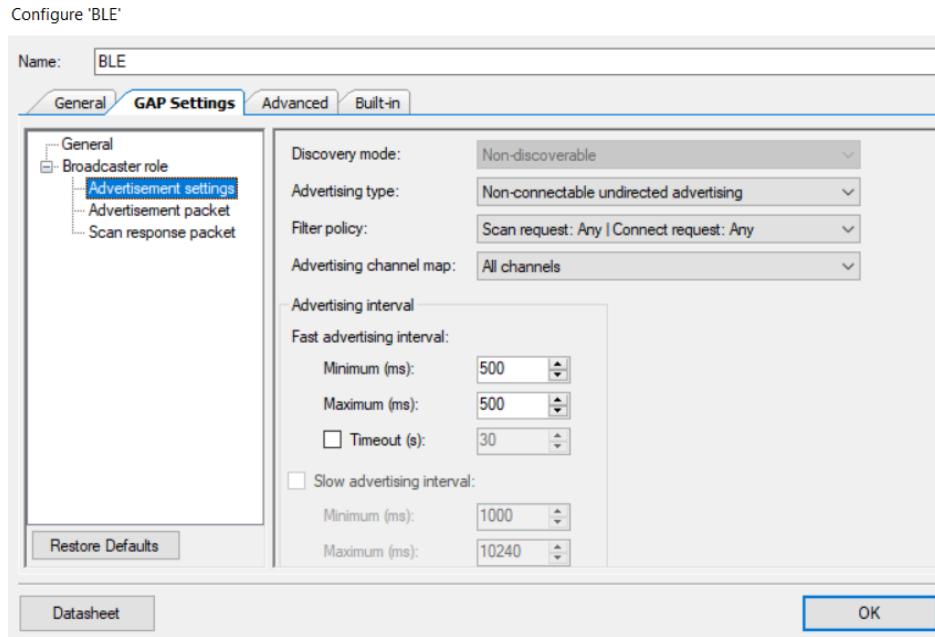 Configure 'BLE'
Name: BLE
General GAP Settings Advanced Built-in
General
Broadcaster role
Advertisement settings
Advertisement packet
Scan response packet
Restore Defaults
Discovery mode: Non-discoverable
Advertising type: Non-connectable undirected advertising
Filter policy: Scan request: Any | Connect request: Any
Advertising channel map: All channels
Advertising interval
Fast advertising interval:
Minimum (ms): 500
Maximum (ms): 500
Timeout (s): 30
Slow advertising interval:
Minimum (ms): 1000
Maximum (ms): 10240
Datasheet OK